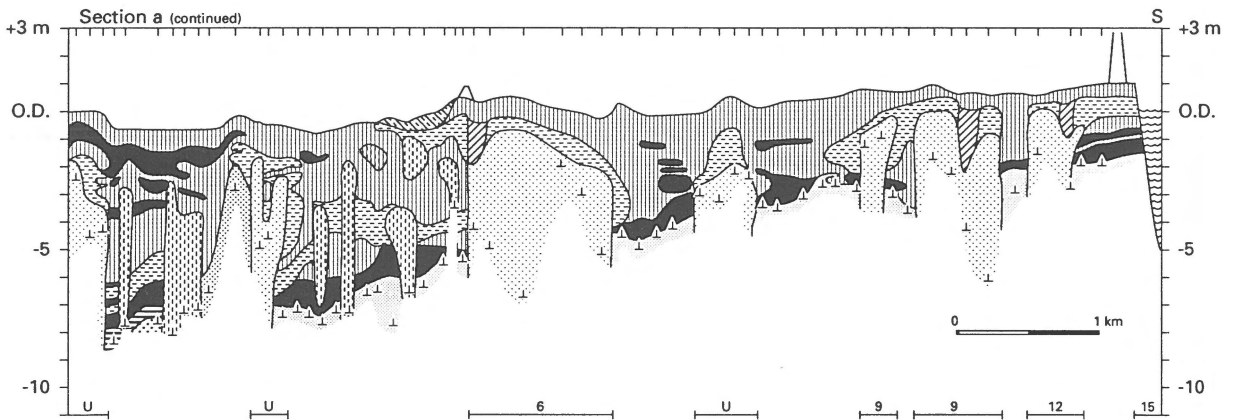 Section a (continued) S
+3 m +3 m
O.D. O.D.
-5 -5
0 1 km
-10 -10
U U 6 U 9 9 12 15